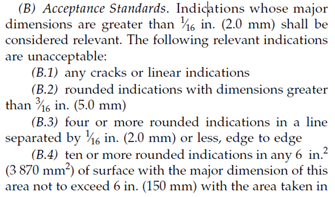 (B) Acceptance Standards. Indications whose major
dimensions are greater than 1⁄16 in. (2.0 mm) shall be
considered relevant. The following relevant indications
are unacceptable:
(B.1) any cracks or linear indications
(B.2) rounded indications with dimensions greater
than 3⁄16 in. (5.0 mm)
(B.3) four or more rounded indications in a line
separated by 1⁄16 in. (2.0 mm) or less, edge to edge
(B.4) ten or more rounded indications in any 6 in.²
(3 870 mm²) of surface with the major dimension of this
area not to exceed 6 in. (150 mm) with the area taken in